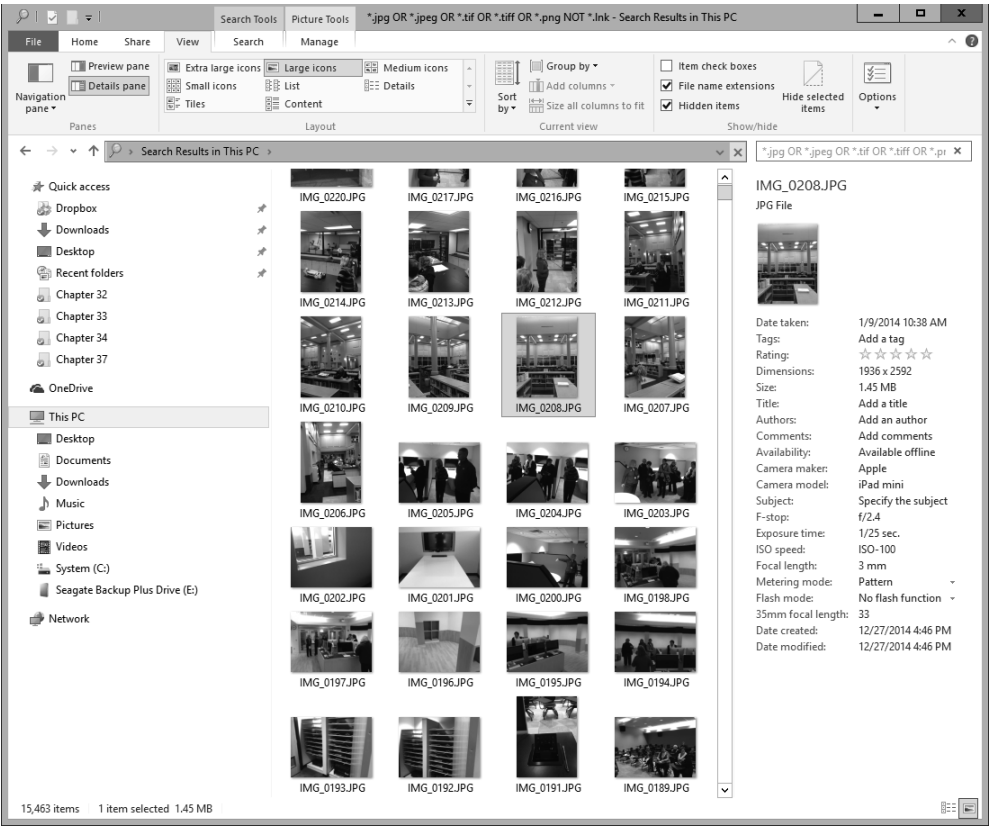 Search Tools Picture Tools *.jpg OR *.jpeg OR *.tif OR *.tiff OR *.png NOT *.lnk - Search Results in This PC
File Home Share View Search Manage
Preview pane
Details pane
Navigation pane
Panes
Extra large icons Large icons Medium icons
Small icons List Details
Tiles Content
Layout
Sort by
Group by
Add columns
Size all columns to fit
Current view
Item check boxes
File name extensions
Hidden items
Hide selected items
Show/hide
Options
Search Results in This PC
*.jpg OR *.jpeg OR *.tif OR *.tiff OR *.pr
Quick access
Dropbox
Downloads
Desktop
Recent folders
Chapter 32
Chapter 33
Chapter 34
Chapter 37
OneDrive
This PC
Desktop
Documents
Downloads
Music
Pictures
Videos
System (C:)
Seagate Backup Plus Drive (E:)
Network
IMG_0220.JPG IMG_0217.JPG IMG_0216.JPG IMG_0215.JPG
IMG_0214.JPG IMG_0213.JPG IMG_0212.JPG IMG_0211.JPG
IMG_0210.JPG IMG_0209.JPG IMG_0208.JPG IMG_0207.JPG
IMG_0206.JPG IMG_0205.JPG IMG_0204.JPG IMG_0203.JPG
IMG_0202.JPG IMG_0201.JPG IMG_0200.JPG IMG_0198.JPG
IMG_0197.JPG IMG_0196.JPG IMG_0195.JPG IMG_0194.JPG
IMG_0193.JPG IMG_0192.JPG IMG_0191.JPG IMG_0189.JPG
IMG_0208.JPG
JPG File
Date taken: 1/9/2014 10:38 AM
Tags: Add a tag
Rating:
Dimensions: 1936 x 2592
Size: 1.45 MB
Title: Add a title
Authors: Add an author
Comments: Add comments
Availability: Available offline
Camera maker: Apple
Camera model: iPad mini
Subject: Specify the subject
F-stop: f/2.4
Exposure time: 1/25 sec.
ISO speed: ISO-100
Focal length: 3 mm
Metering mode: Pattern
Flash mode: No flash function
35mm focal length: 33
Date created: 12/27/2014 4:46 PM
Date modified: 12/27/2014 4:46 PM
15,463 items 1 item selected 1.45 MB